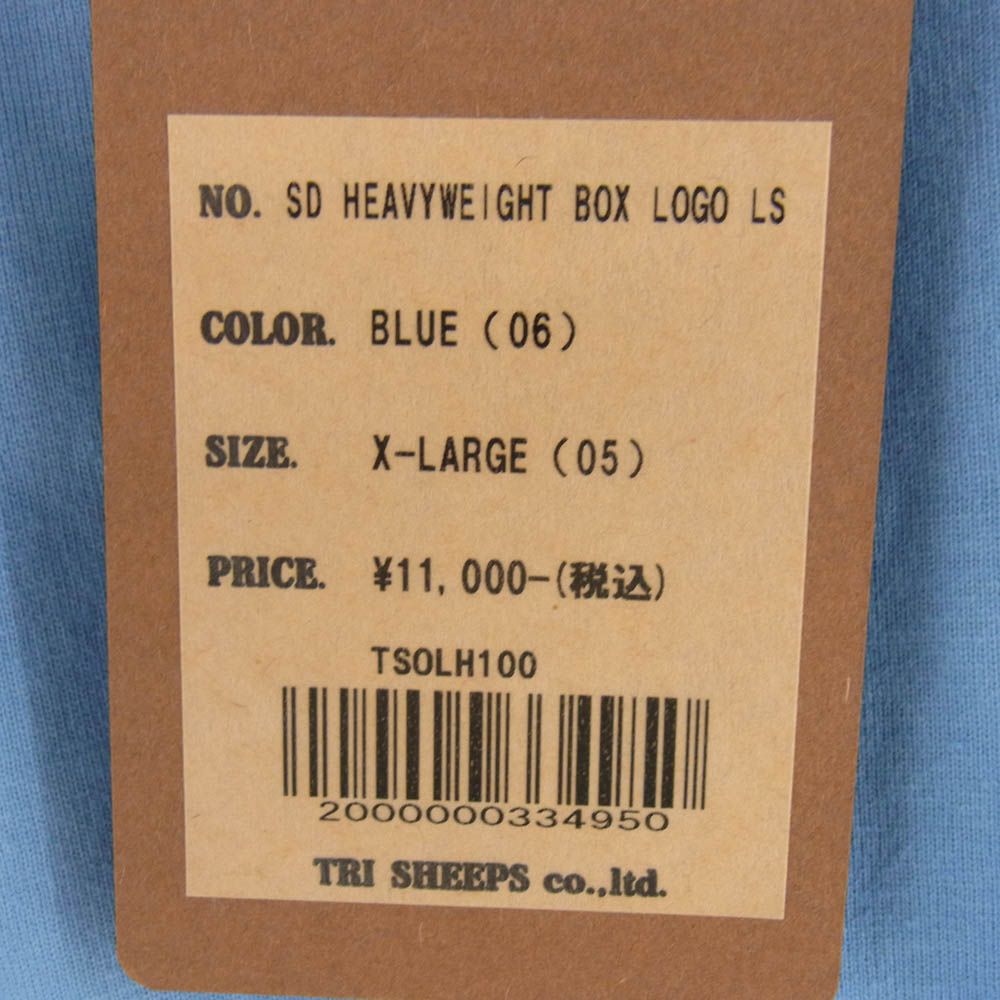 NO. SD HEAVYWEIGHT BOX LOGO LS
COLOR. BLUE (06)
SIZE. X-LARGE (05)
PRICE. ¥11,000-(税込)
TSOLH100
2000000334950
TRI SHEEPS co.,ltd.